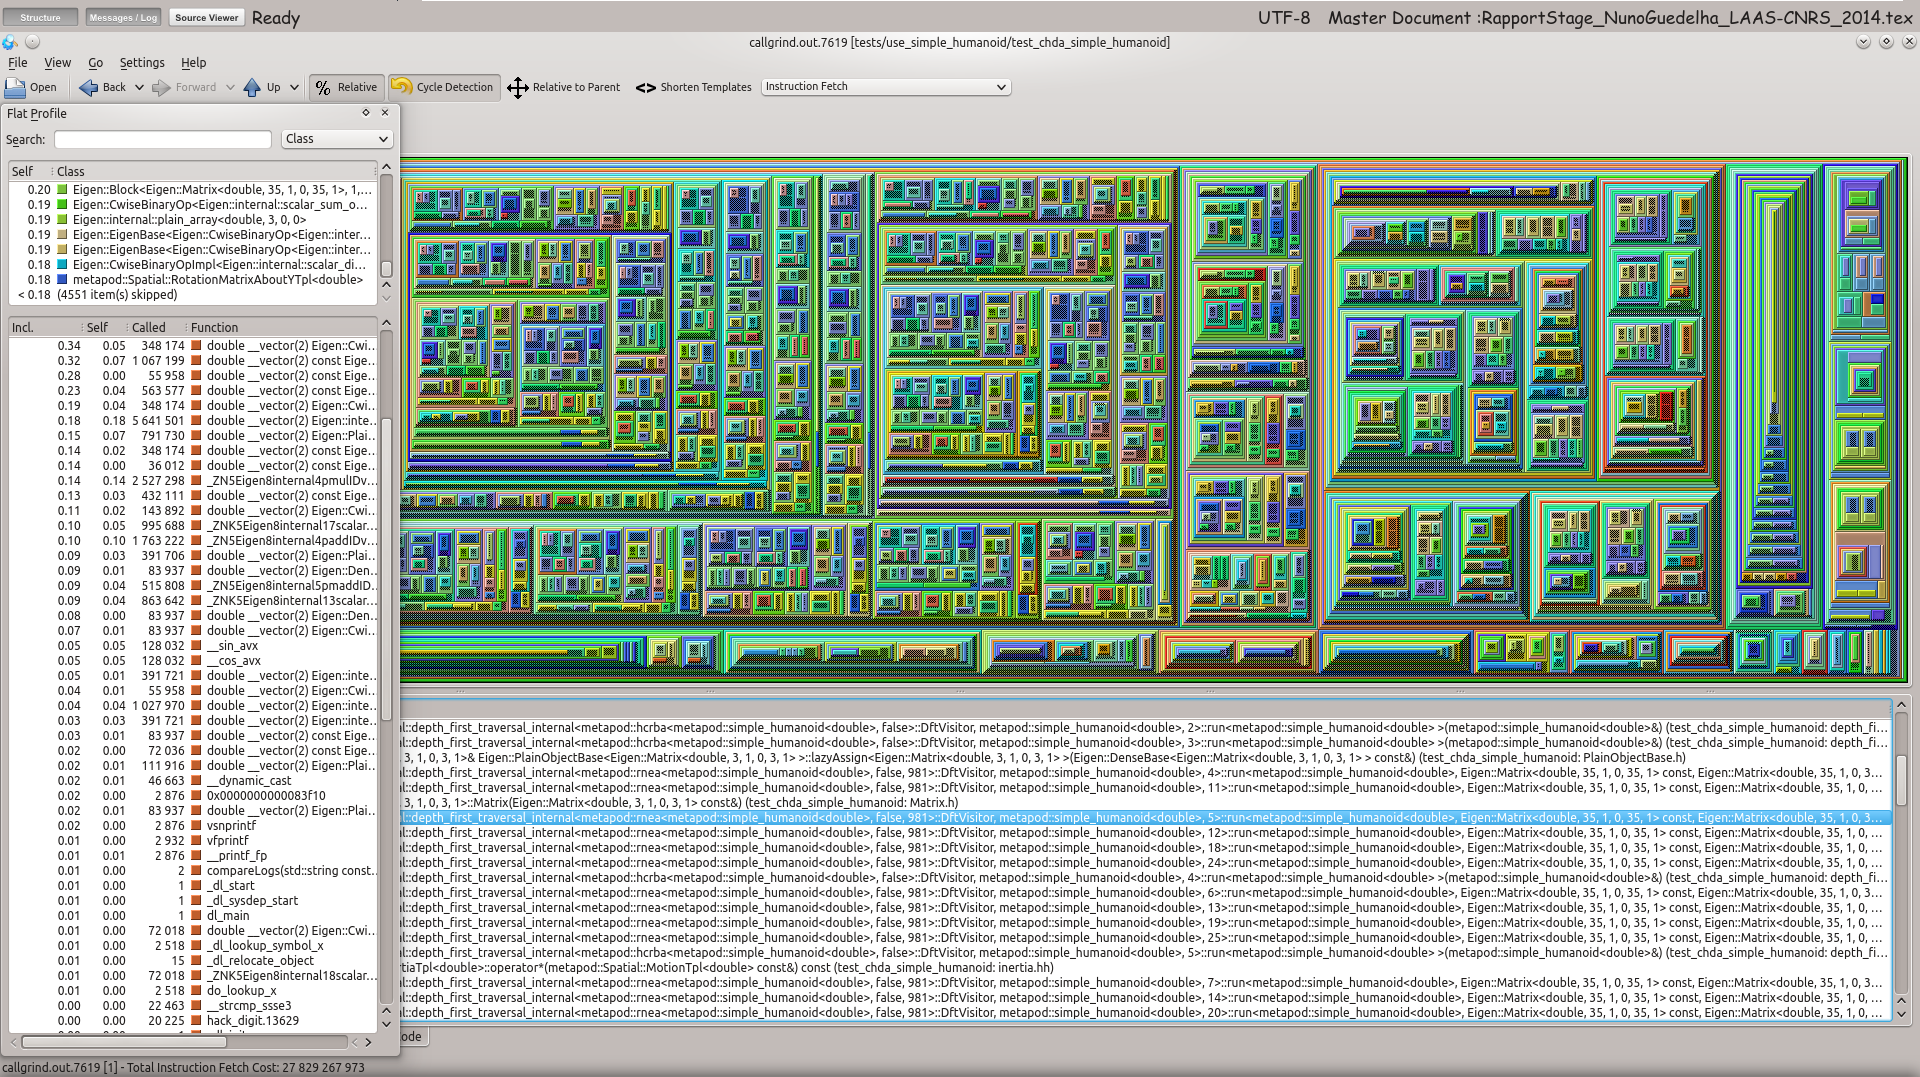 Structure Messages / Log Source Viewer Ready UTF-8 Master Document :RapportStage_NunoGuedelha_LAAS-CNRS_2014.tex
callgrind.out.7619 [tests/use_simple_humanoid/test_chda_simple_humanoid]
File View Go Settings Help
Open Back Forward Up % Relative Cycle Detection Relative to Parent <> Shorten Templates Instruction Fetch
Flat Profile
Search: Class
Self Class
0.20 Eigen::Block<Eigen::Matrix<double, 35, 1, 0, 35, 1>, 1,...
0.19 Eigen::CwiseBinaryOp<Eigen::internal::scalar_sum_o...
0.19 Eigen::internal::plain_array<double, 3, 0, 0>
0.19 Eigen::EigenBase<Eigen::CwiseBinaryOp<Eigen::inter...
0.19 Eigen::EigenBase<Eigen::CwiseBinaryOp<Eigen::inter...
0.18 Eigen::CwiseBinaryOpImpl<Eigen::internal::scalar_di...
0.18 metapod::Spatial::RotationMatrixAboutYTpl<double>
< 0.18 (4551 item(s) skipped)
Incl. Self Called Function
0.34 0.05 348 174 double __vector(2) Eigen::Cwi...
0.32 0.07 1 067 199 double __vector(2) const Eige...
0.28 0.00 55 958 double __vector(2) const Eige...
0.23 0.04 563 577 double __vector(2) const Eige...
0.19 0.04 348 174 double __vector(2) Eigen::Cwi...
0.18 0.18 5 641 501 double __vector(2) Eigen::inte...
0.15 0.07 791 730 double __vector(2) Eigen::Plai...
0.14 0.02 348 174 double __vector(2) const Eige...
0.14 0.00 36 012 double __vector(2) const Eige...
0.14 0.14 2 527 298 _ZN5Eigen8internal4pmulIDv...
0.13 0.03 432 111 double __vector(2) const Eige...
0.11 0.02 143 892 double __vector(2) Eigen::Cwi...
0.10 0.05 995 688 _ZNK5Eigen8internal17scalar...
0.10 0.10 1 763 222 _ZN5Eigen8internal4paddIDv...
0.09 0.03 391 706 double __vector(2) Eigen::Plai...
0.09 0.01 83 937 double __vector(2) Eigen::Den...
0.09 0.04 515 808 _ZN5Eigen8internal5pmaddID...
0.09 0.04 863 642 _ZNK5Eigen8internal13scalar...
0.08 0.00 83 937 double __vector(2) Eigen::Den...
0.07 0.01 83 937 double __vector(2) Eigen::Cwi...
0.05 0.05 128 032 __sin_avx
0.05 0.05 128 032 __cos_avx
0.05 0.01 391 721 double __vector(2) Eigen::inte...
0.04 0.01 55 958 double __vector(2) Eigen::Cwi...
0.04 0.04 1 027 970 double __vector(2) Eigen::inte...
0.03 0.03 391 721 double __vector(2) Eigen::inte...
0.03 0.01 83 937 double __vector(2) const Eige...
0.02 0.00 72 036 double __vector(2) const Eige...
0.02 0.01 111 916 double __vector(2) Eigen::Plai...
0.02 0.01 46 663 __dynamic_cast
0.02 0.00 2 876 0x0000000000083f10
0.02 0.01 83 937 double __vector(2) Eigen::Plai...
0.02 0.00 2 876 vsnprintf
0.02 0.00 2 932 vfprintf
0.01 0.01 2 876 __printf_fp
0.01 0.00 2 compareLogs(std::string const...
0.01 0.00 1 _dl_start
0.01 0.00 1 _dl_sysdep_start
0.01 0.00 1 dl_main
0.01 0.00 72 018 double __vector(2) Eigen::Cwi...
0.01 0.00 2 518 _dl_lookup_symbol_x
0.01 0.00 15 _dl_relocate_object
0.01 0.00 72 018 _ZNK5Eigen8internal18scalar...
0.01 0.00 2 518 do_lookup_x
0.00 0.00 22 463 __strcmp_ssse3
0.00 0.00 20 225 hack_digit.13629
al::depth_first_traversal_internal<metapod::hcrba<metapod::simple_humanoid<double>, false>::DftVisitor, metapod::simple_humanoid<double>, 2>::run<metapod::simple_humanoid<double> >(metapod::simple_humanoid<double>&) (test_chda_simple_humanoid: depth_fi...
al::depth_first_traversal_internal<metapod::hcrba<metapod::simple_humanoid<double>, false>::DftVisitor, metapod::simple_humanoid<double>, 3>::run<metapod::simple_humanoid<double> >(metapod::simple_humanoid<double>&) (test_chda_simple_humanoid: depth_fi...
3, 1, 0, 3, 1>& Eigen::PlainObjectBase<Eigen::Matrix<double, 3, 1, 0, 3, 1> >::lazyAssign<Eigen::Matrix<double, 3, 1, 0, 3, 1> >(Eigen::DenseBase<Eigen::Matrix<double, 3, 1, 0, 3, 1> > const&) (test_chda_simple_humanoid: PlainObjectBase.h)
al::depth_first_traversal_internal<metapod::rnea<metapod::simple_humanoid<double>, false, 981>::DftVisitor, metapod::simple_humanoid<double>, 4>::run<metapod::simple_humanoid<double>, Eigen::Matrix<double, 35, 1, 0, 35, 1> const, Eigen::Matrix<double, 35, 1, 0, 3...
al::depth_first_traversal_internal<metapod::rnea<metapod::simple_humanoid<double>, false, 981>::DftVisitor, metapod::simple_humanoid<double>, 11>::run<metapod::simple_humanoid<double>, Eigen::Matrix<double, 35, 1, 0, 35, 1> const, Eigen::Matrix<double, 35, 1, 0, ...
3, 1, 0, 3, 1>::Matrix(Eigen::Matrix<double, 3, 1, 0, 3, 1> const&) (test_chda_simple_humanoid: Matrix.h)
al::depth_first_traversal_internal<metapod::rnea<metapod::simple_humanoid<double>, false, 981>::DftVisitor, metapod::simple_humanoid<double>, 5>::run<metapod::simple_humanoid<double>, Eigen::Matrix<double, 35, 1, 0, 35, 1> const, Eigen::Matrix<double, 35, 1, 0, 3...
al::depth_first_traversal_internal<metapod::rnea<metapod::simple_humanoid<double>, false, 981>::DftVisitor, metapod::simple_humanoid<double>, 12>::run<metapod::simple_humanoid<double>, Eigen::Matrix<double, 35, 1, 0, 35, 1> const, Eigen::Matrix<double, 35, 1, 0, ...
al::depth_first_traversal_internal<metapod::rnea<metapod::simple_humanoid<double>, false, 981>::DftVisitor, metapod::simple_humanoid<double>, 18>::run<metapod::simple_humanoid<double>, Eigen::Matrix<double, 35, 1, 0, 35, 1> const, Eigen::Matrix<double, 35, 1, 0, ...
al::depth_first_traversal_internal<metapod::rnea<metapod::simple_humanoid<double>, false, 981>::DftVisitor, metapod::simple_humanoid<double>, 24>::run<metapod::simple_humanoid<double>, Eigen::Matrix<double, 35, 1, 0, 35, 1> const, Eigen::Matrix<double, 35, 1, 0, ...
al::depth_first_traversal_internal<metapod::hcrba<metapod::simple_humanoid<double>, false>::DftVisitor, metapod::simple_humanoid<double>, 4>::run<metapod::simple_humanoid<double> >(metapod::simple_humanoid<double>&) (test_chda_simple_humanoid: depth_fi...
al::depth_first_traversal_internal<metapod::rnea<metapod::simple_humanoid<double>, false, 981>::DftVisitor, metapod::simple_humanoid<double>, 6>::run<metapod::simple_humanoid<double>, Eigen::Matrix<double, 35, 1, 0, 35, 1> const, Eigen::Matrix<double, 35, 1, 0, 3...
al::depth_first_traversal_internal<metapod::rnea<metapod::simple_humanoid<double>, false, 981>::DftVisitor, metapod::simple_humanoid<double>, 13>::run<metapod::simple_humanoid<double>, Eigen::Matrix<double, 35, 1, 0, 35, 1> const, Eigen::Matrix<double, 35, 1, 0, ...
al::depth_first_traversal_internal<metapod::rnea<metapod::simple_humanoid<double>, false, 981>::DftVisitor, metapod::simple_humanoid<double>, 19>::run<metapod::simple_humanoid<double>, Eigen::Matrix<double, 35, 1, 0, 35, 1> const, Eigen::Matrix<double, 35, 1, 0, ...
al::depth_first_traversal_internal<metapod::rnea<metapod::simple_humanoid<double>, false, 981>::DftVisitor, metapod::simple_humanoid<double>, 25>::run<metapod::simple_humanoid<double>, Eigen::Matrix<double, 35, 1, 0, 35, 1> const, Eigen::Matrix<double, 35, 1, 0, ...
al::depth_first_traversal_internal<metapod::hcrba<metapod::simple_humanoid<double>, false>::DftVisitor, metapod::simple_humanoid<double>, 5>::run<metapod::simple_humanoid<double> >(metapod::simple_humanoid<double>&) (test_chda_simple_humanoid: depth_fi...
rtiaTpl<double>::operator*(metapod::Spatial::MotionTpl<double> const&) const (test_chda_simple_humanoid: inertia.hh)
al::depth_first_traversal_internal<metapod::rnea<metapod::simple_humanoid<double>, false, 981>::DftVisitor, metapod::simple_humanoid<double>, 7>::run<metapod::simple_humanoid<double>, Eigen::Matrix<double, 35, 1, 0, 35, 1> const, Eigen::Matrix<double, 35, 1, 0, 3...
al::depth_first_traversal_internal<metapod::rnea<metapod::simple_humanoid<double>, false, 981>::DftVisitor, metapod::simple_humanoid<double>, 14>::run<metapod::simple_humanoid<double>, Eigen::Matrix<double, 35, 1, 0, 35, 1> const, Eigen::Matrix<double, 35, 1, 0, ...
al::depth_first_traversal_internal<metapod::rnea<metapod::simple_humanoid<double>, false, 981>::DftVisitor, metapod::simple_humanoid<double>, 20>::run<metapod::simple_humanoid<double>, Eigen::Matrix<double, 35, 1, 0, 35, 1> const, Eigen::Matrix<double, 35, 1, 0, ...
ode
callgrind.out.7619 [1] - Total Instruction Fetch Cost: 27 829 267 973